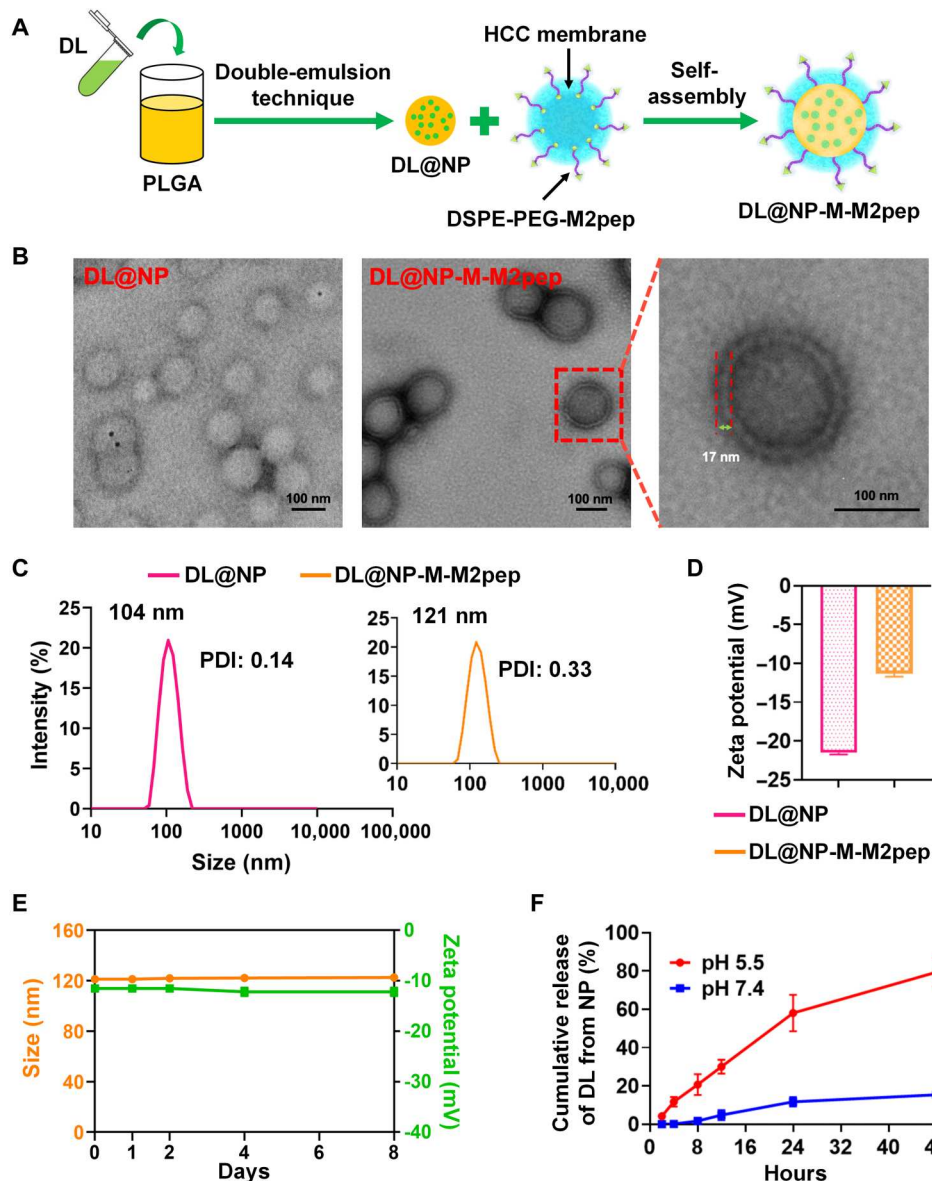 A
DL
PLGA
Double-emulsion
technique
DL@NP
HCC membrane
DSPE-PEG-M2pep
Self-
assembly
DL@NP-M-M2pep
B
DL@NP
100 nm
DL@NP-M-M2pep
100 nm
17 nm
100 nm
C
DL@NP
DL@NP-M-M2pep
104 nm
PDI: 0.14
Intensity (%)
25
20
15
10
5
0
10
100
1000
10,000
100,000
Size (nm)
121 nm
PDI: 0.33
25
20
15
10
5
0
10
100
1000
10,000
D
Zeta potential (mV)
0
−5
−10
−15
−20
−25
DL@NP
DL@NP-M-M2pep
E
Size (nm)
160
120
80
40
0
0
1
2
4
6
8
Days
-0
-10
-20
-30
-40
Zeta potential (mV)
F
Cumulative release
of DL from NP (%)
100
80
60
40
20
0
pH 5.5
pH 7.4
0
8
16
24
32
40
Hours